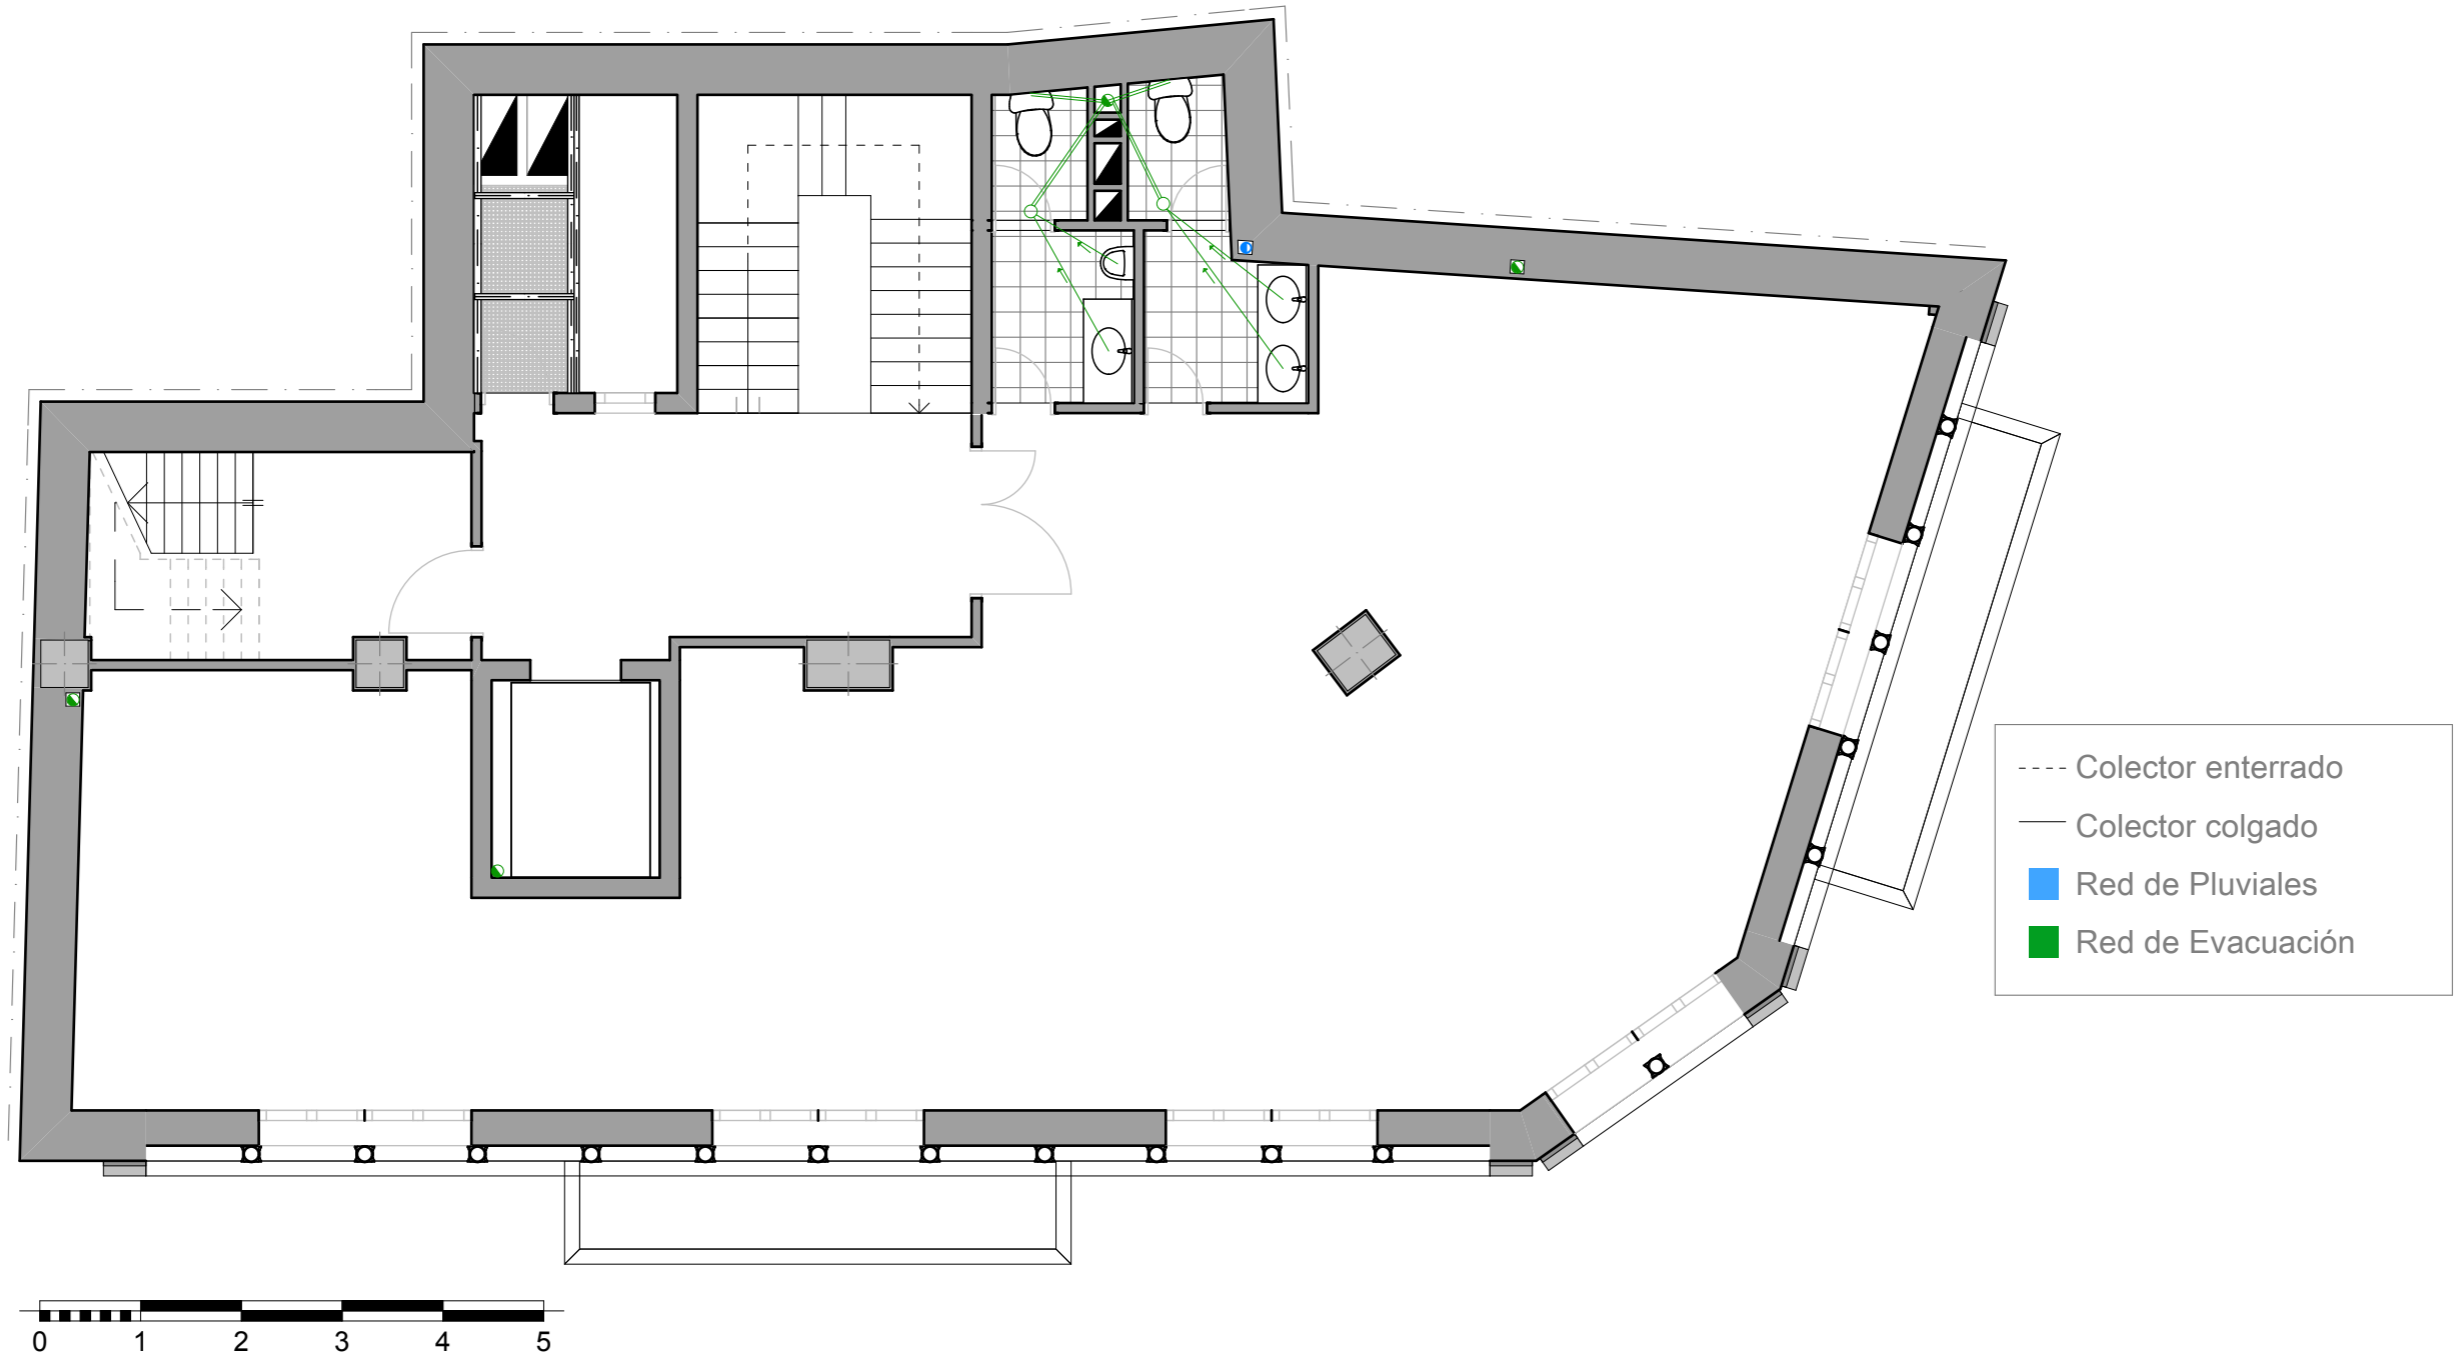 Colector enterrado
Colector colgado
Red de Pluviales
Red de Evacuación
0 1 2 3 4 5